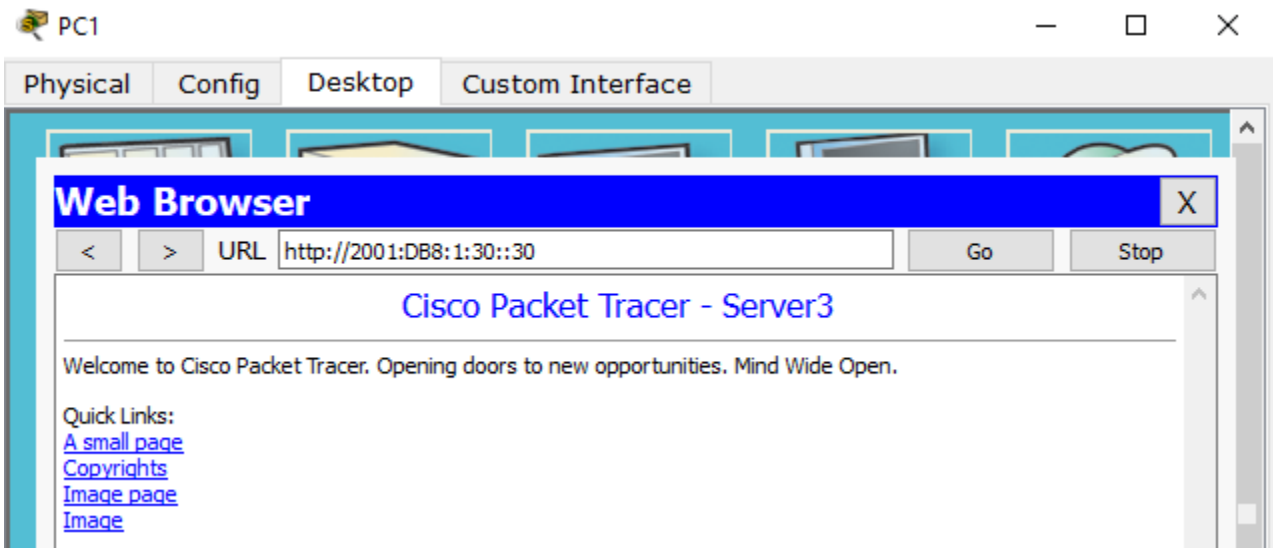 PC1
Physical Config Desktop Custom Interface
Web Browser X
< > URL http://2001:DB8:1:30::30 Go Stop
Cisco Packet Tracer - Server3
Welcome to Cisco Packet Tracer. Opening doors to new opportunities. Mind Wide Open.
Quick Links:
A small page
Copyrights
Image page
Image